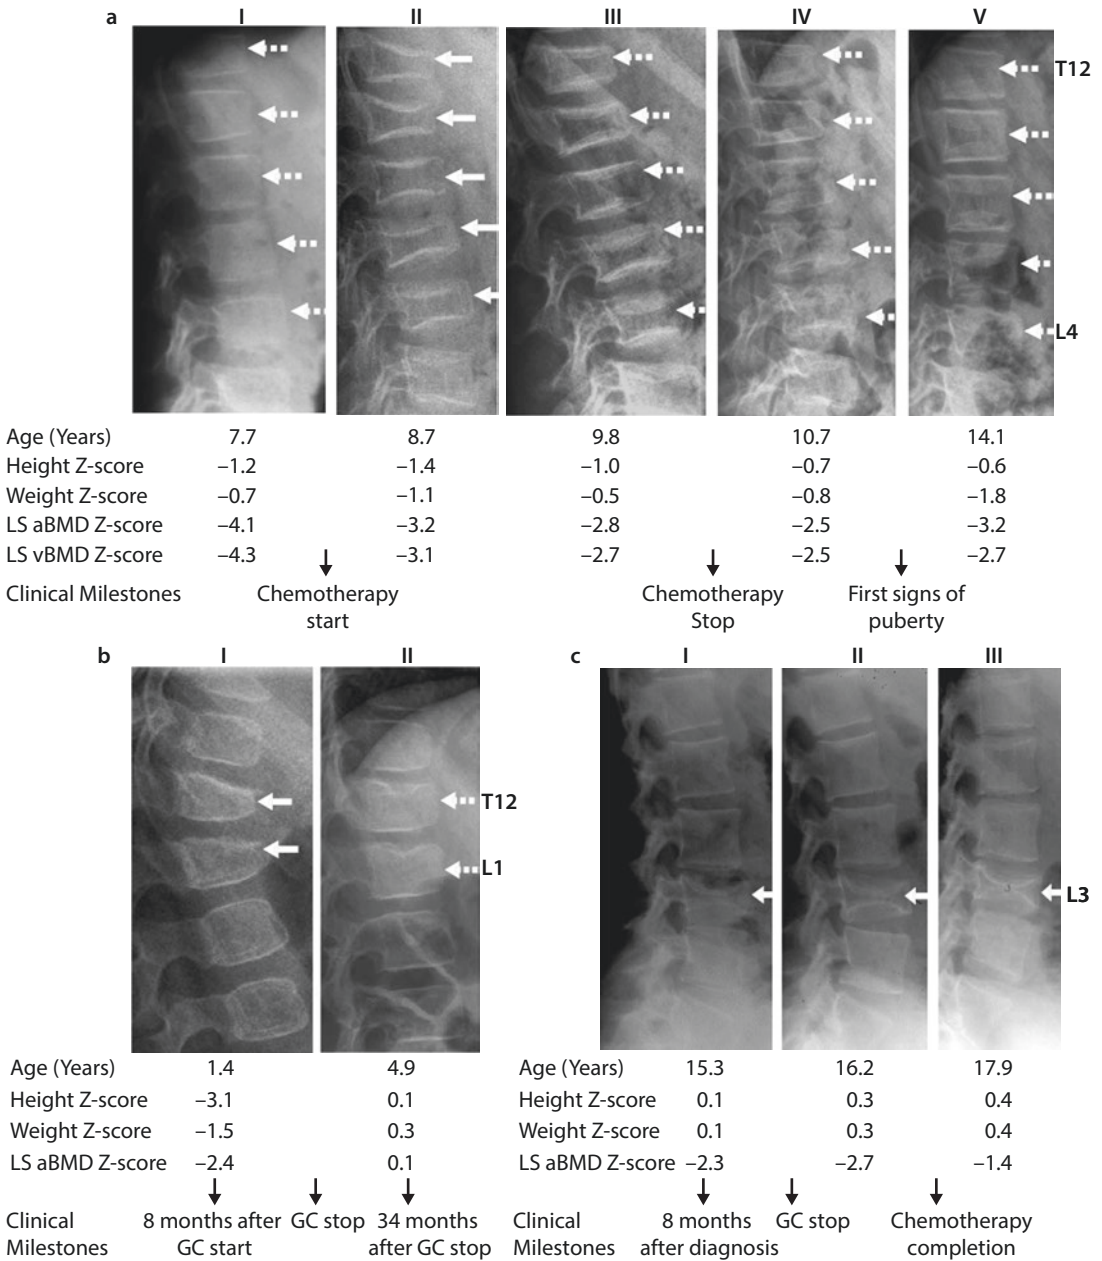 a I II III IV V
T12
L4
Age (Years) 7.7 8.7 9.8 10.7 14.1
Height Z-score –1.2 –1.4 –1.0 –0.7 –0.6
Weight Z-score –0.7 –1.1 –0.5 –0.8 –1.8
LS aBMD Z-score –4.1 –3.2 –2.8 –2.5 –3.2
LS vBMD Z-score –4.3 –3.1 –2.7 –2.5 –2.7
Clinical Milestones Chemotherapy Chemotherapy First signs of
start Stop puberty
b I II
T12
L1
Age (Years) 1.4 4.9
Height Z-score –3.1 0.1
Weight Z-score –1.5 0.3
LS aBMD Z-score –2.4 0.1
Clinical 8 months after GC stop 34 months
Milestones GC start after GC stop
c I II III
L3
Age (Years) 15.3 16.2 17.9
Height Z-score 0.1 0.3 0.4
Weight Z-score 0.1 0.3 0.4
LS aBMD Z-score –2.3 –2.7 –1.4
Clinical 8 months GC stop Chemotherapy
Milestones after diagnosis completion